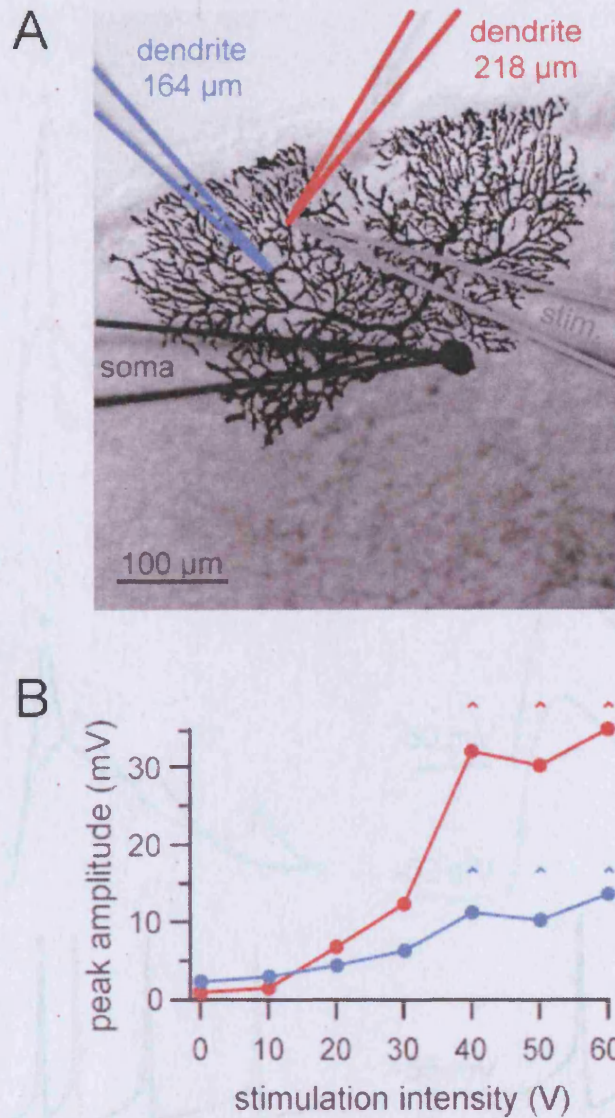 A
dendrite
164 µm
dendrite
218 µm
stim.
soma
100 µm
B
peak amplitude (mV)
30
20
10
0
0 10 20 30 40 50 60
stimulation intensity (V)